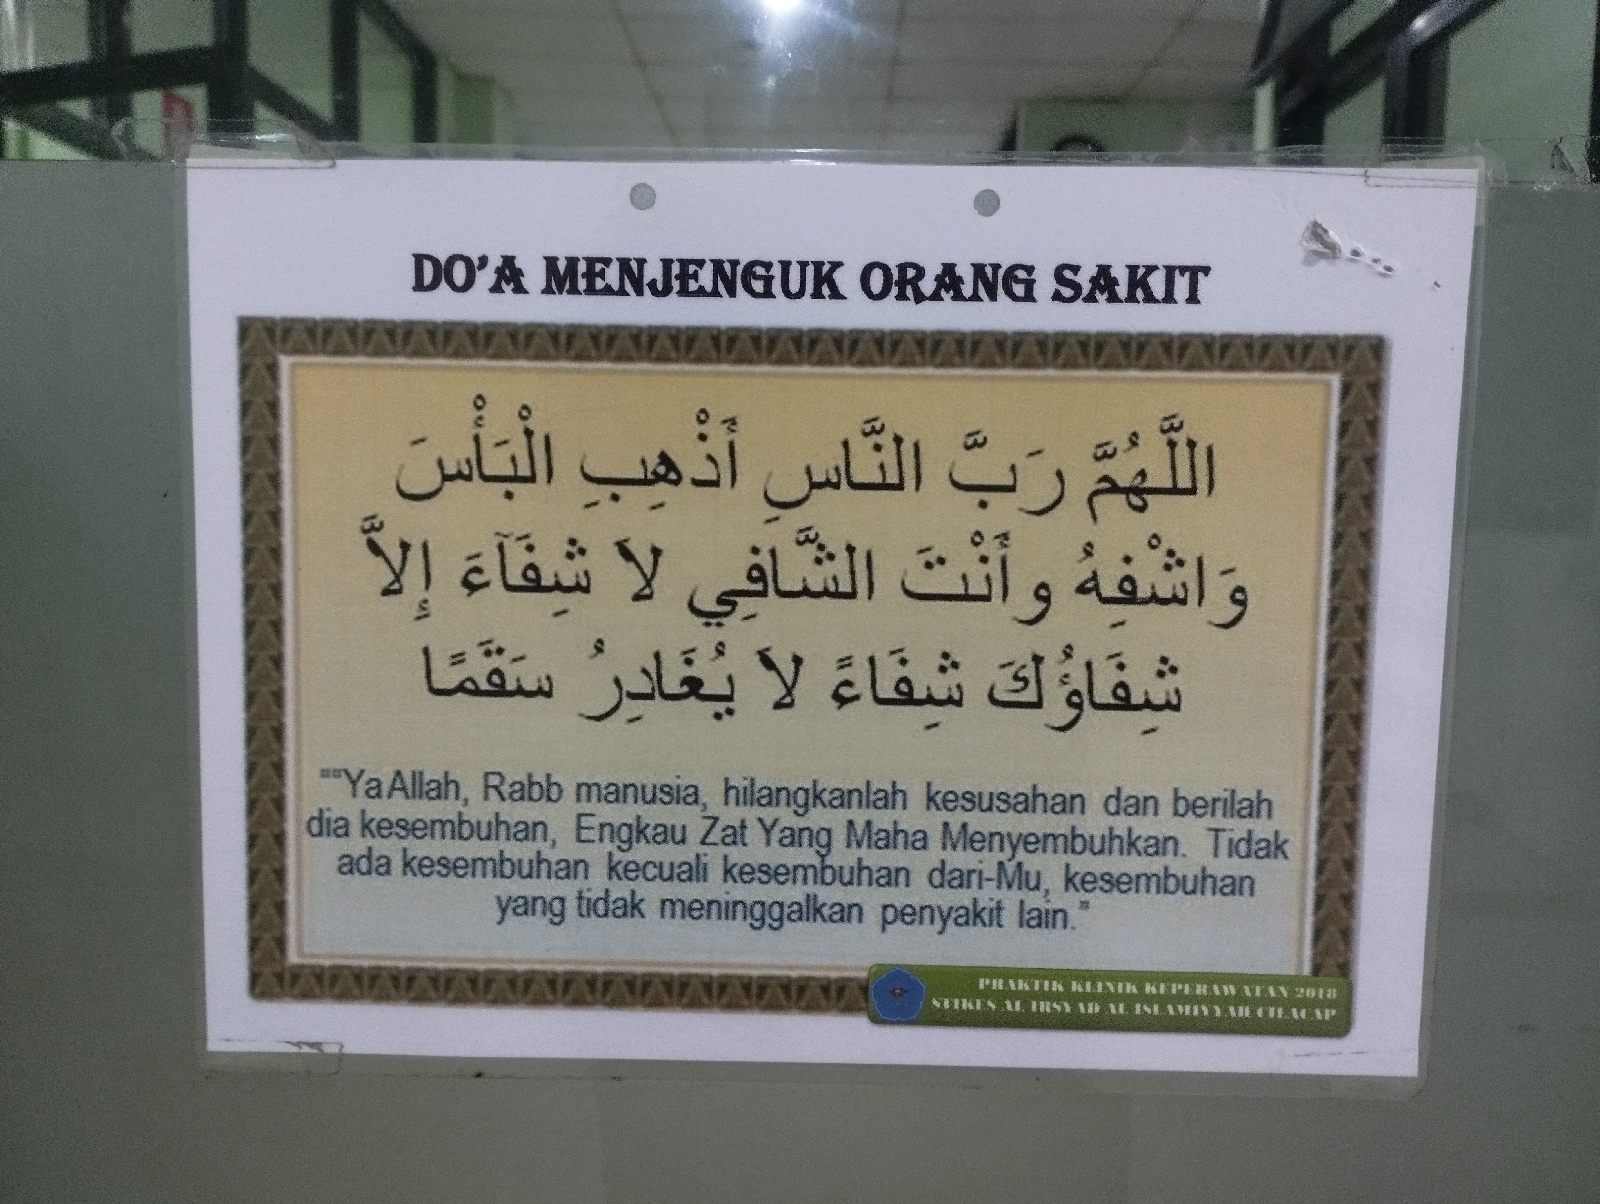 DO'A MENJENGUK ORANG SAKIT
اللَّهُمَّ رَبَّ النَّاسِ أَذْهِبِ الْبَأْسَ
وَاشْفِهُ وأَنْتَ الشَّافِي لاَ شِفَآءَ إِلاَّ
شِفَاؤُكَ شِفَاءً لاَ يُغَادِرُ سَقَمًا
""Ya Allah, Rabb manusia, hilangkanlah kesusahan dan berilah
dia kesembuhan, Engkau Zat Yang Maha Menyembuhkan. Tidak
ada kesembuhan kecuali kesembuhan dari-Mu, kesembuhan
yang tidak meninggalkan penyakit lain."
PRAKTIK KLINIK KEPERAWATAN 2018
STIKES AL IRSYAD AL ISLAMIYYAH CILACAP